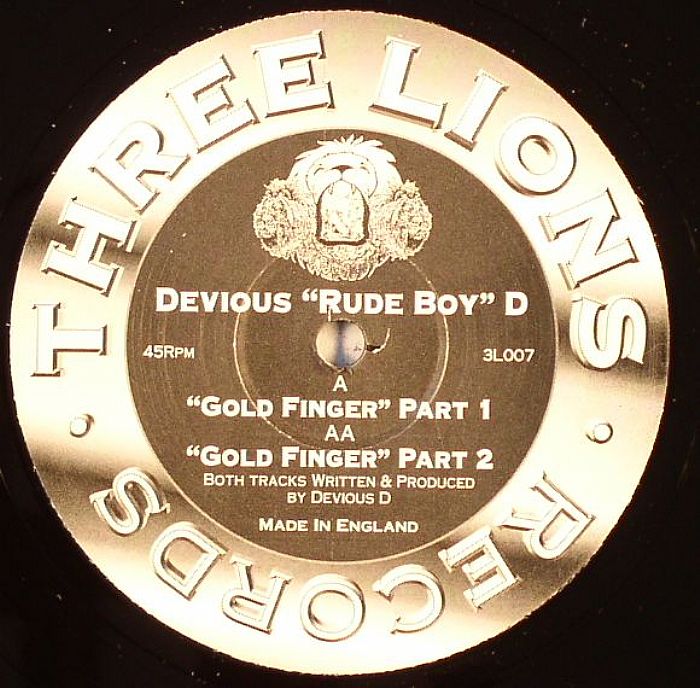 THREE LIONS
RECORDS
DEVIOUS “RUDE BOY” D
45RPM
3L007
A
“GOLD FINGER” PART 1
AA
“GOLD FINGER” PART 2
BOTH TRACKS WRITTEN & PRODUCED
BY DEVIOUS D
MADE IN ENGLAND